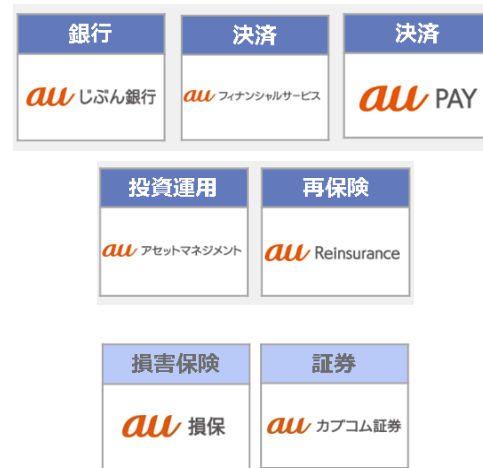 銀行
決済
決済
au じぶん銀行
au フィナンシャルサービス
au PAY
投資運用
再保険
au アセットマネジメント
au Reinsurance
損害保険
証券
au 損保
au カブコム証券